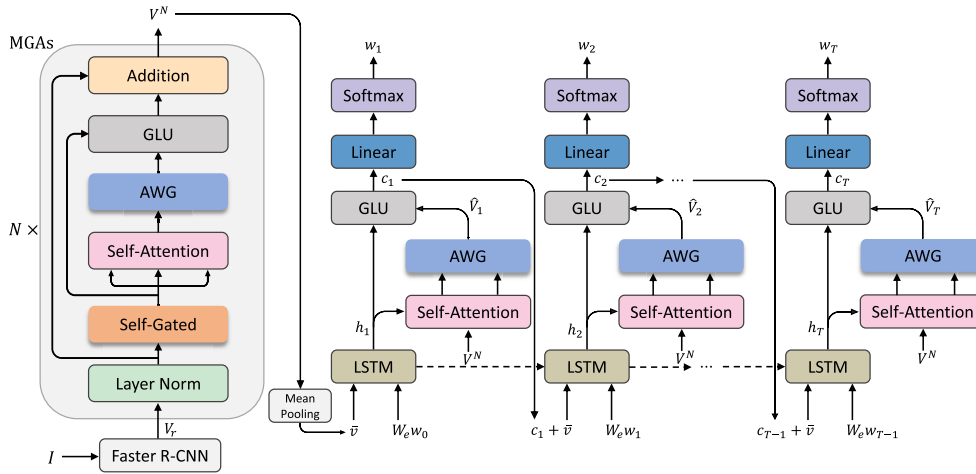 V^N
MGAs
Addition
GLU
AWG
N ×
Self-Attention
Self-Gated
Layer Norm
V_r
I
Faster R-CNN
Mean
Pooling
w_1
Softmax
Linear
c_1
GLU
V̂_1
AWG
Self-Attention
h_1
V^N
LSTM
v̄
W_e w_0
w_2
Softmax
Linear
c_2
...
GLU
V̂_2
AWG
Self-Attention
h_2
V^N
LSTM
...
c_1 + v̄
W_e w_1
w_T
Softmax
Linear
c_T
GLU
V̂_T
AWG
Self-Attention
h_T
V^N
LSTM
c_{T−1} + v̄
W_e w_{T−1}